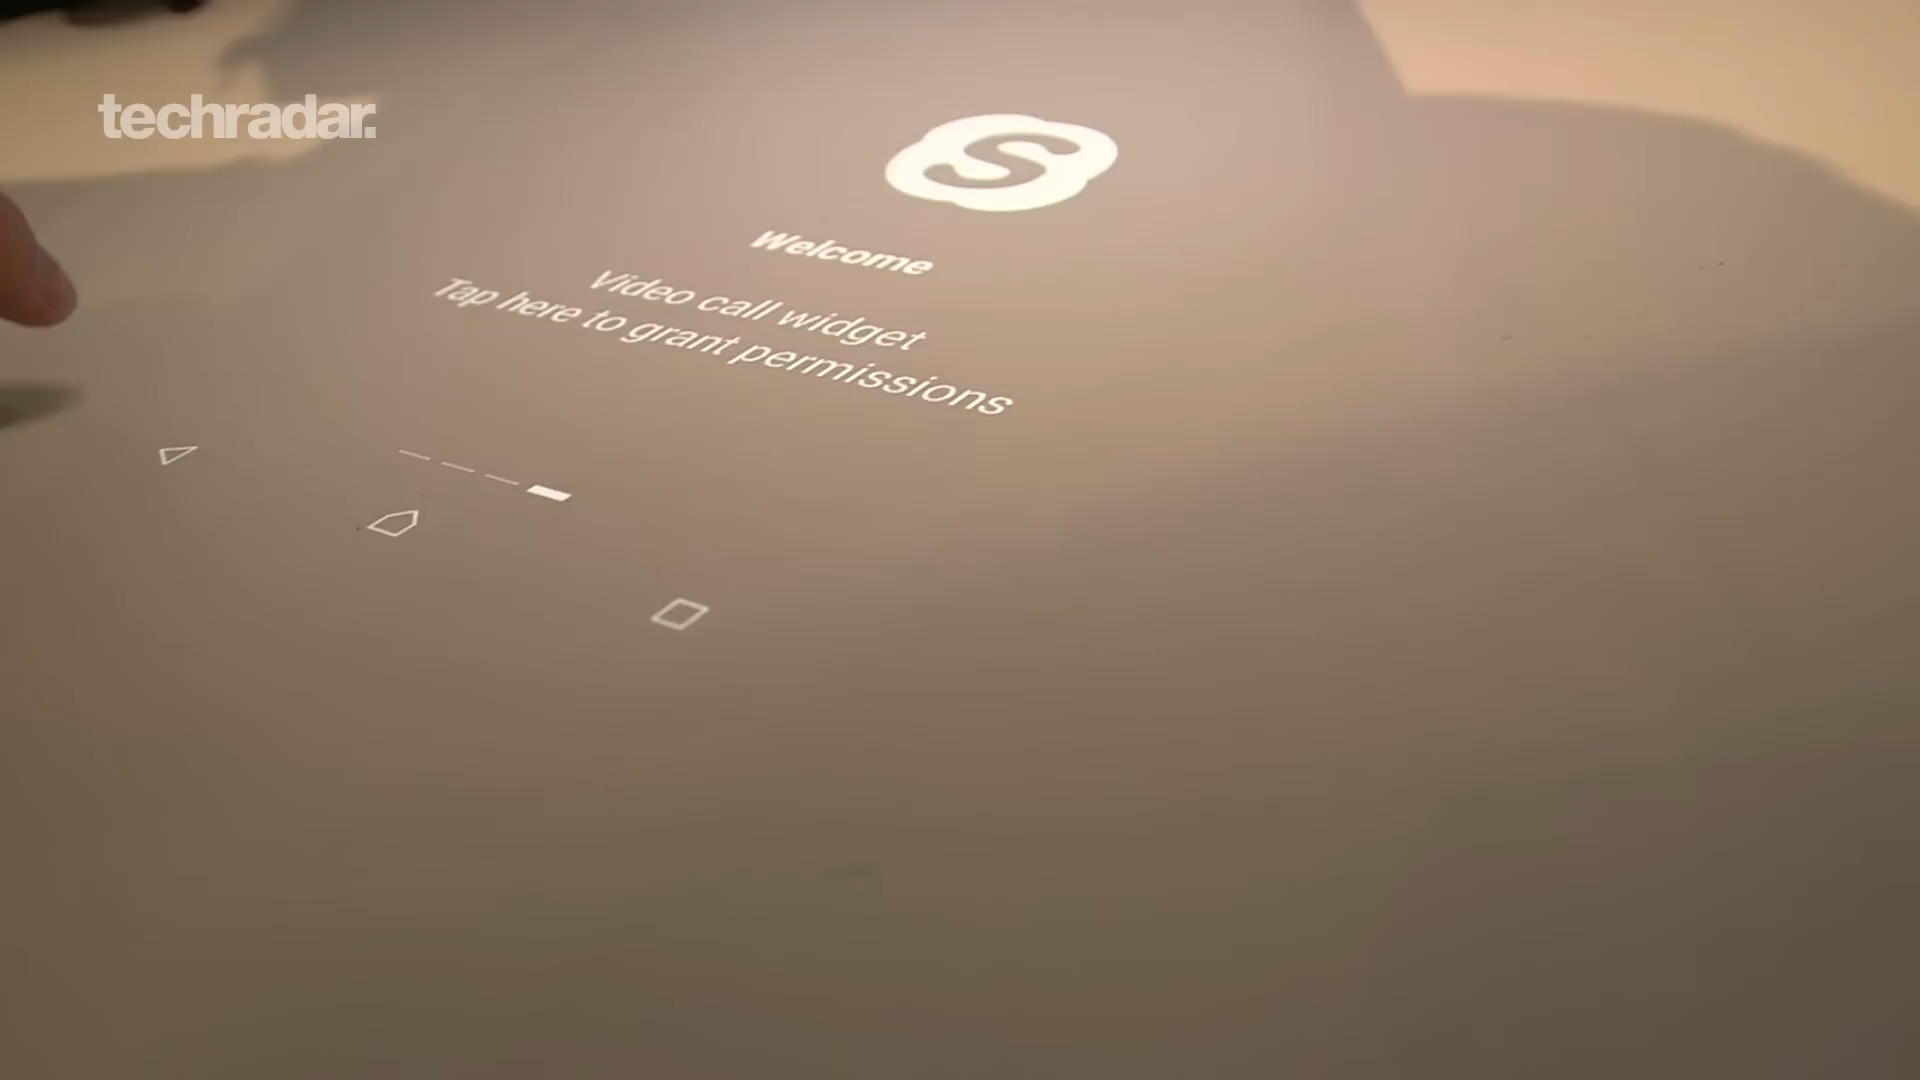 techradar.
S
Welcome
Video call widget
Tap here to grant permissions